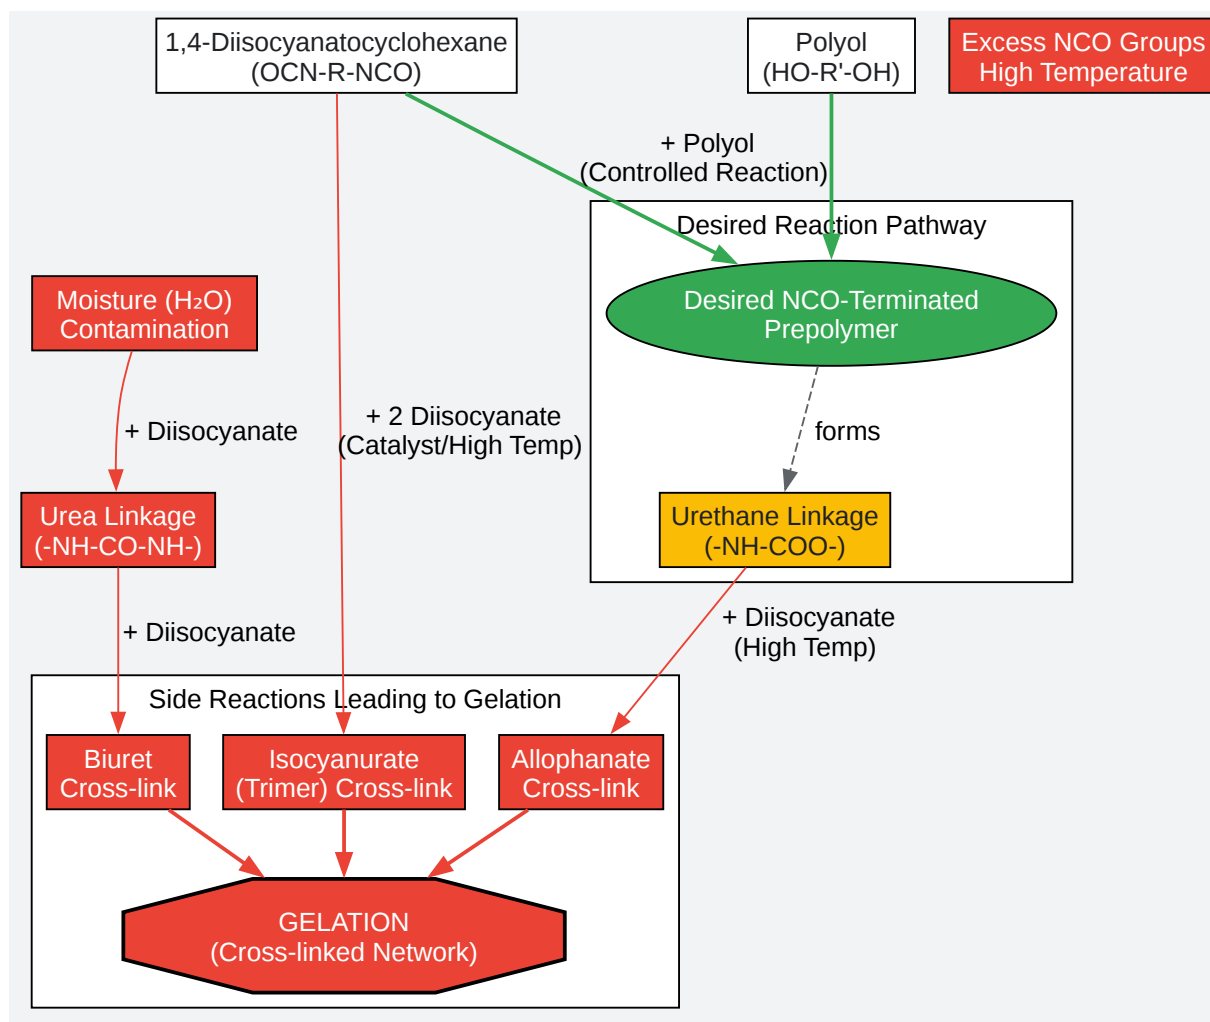 1,4-Diisocyanatocyclohexane
(OCN-R-NCO)
Polyol
(HO-R'-OH)
Excess NCO Groups
High Temperature
+ Polyol
(Controlled Reaction)
Desired Reaction Pathway
Moisture (H₂O)
Contamination
Desired NCO-Terminated
Prepolymer
+ Diisocyanate
+ 2 Diisocyanate
(Catalyst/High Temp)
forms
Urea Linkage
(-NH-CO-NH-)
Urethane Linkage
(-NH-COO-)
+ Diisocyanate
+ Diisocyanate
(High Temp)
Side Reactions Leading to Gelation
Biuret
Cross-link
Isocyanurate
(Trimer) Cross-link
Allophanate
Cross-link
GELATION
(Cross-linked Network)